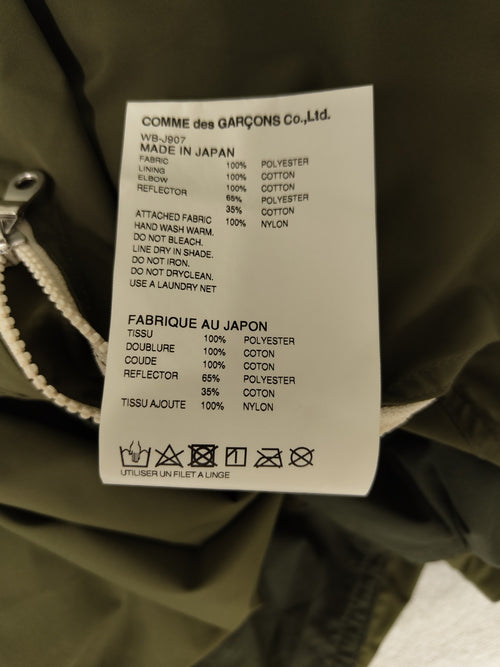 COMME des GARÇONS Co.,Ltd.
WB-J907
MADE IN JAPAN
FABRIC 100% POLYESTER
LINING 100% COTTON
ELBOW 100% COTTON
REFLECTOR 65% POLYESTER
35% COTTON
ATTACHED FABRIC 100% NYLON
HAND WASH WARM.
DO NOT BLEACH.
LINE DRY IN SHADE.
DO NOT IRON.
DO NOT DRYCLEAN.
USE A LAUNDRY NET
FABRIQUE AU JAPON
TISSU 100% POLYESTER
DOUBLURE 100% COTON
COUDE 100% COTON
REFLECTOR 65% POLYESTER
35% COTON
TISSU AJOUTE 100% NYLON
UTILISER UN FILET A LINGE